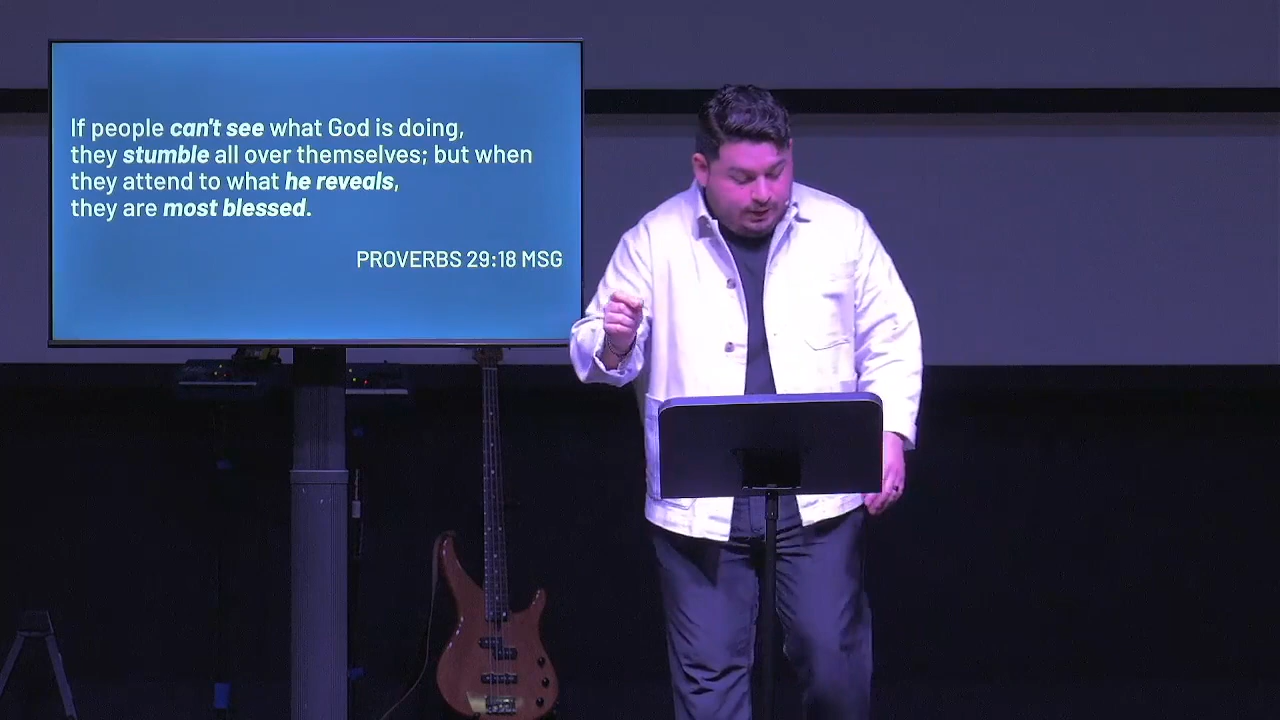 If people can't see what God is doing,
they stumble all over themselves; but when
they attend to what he reveals,
they are most blessed.
PROVERBS 29:18 MSG